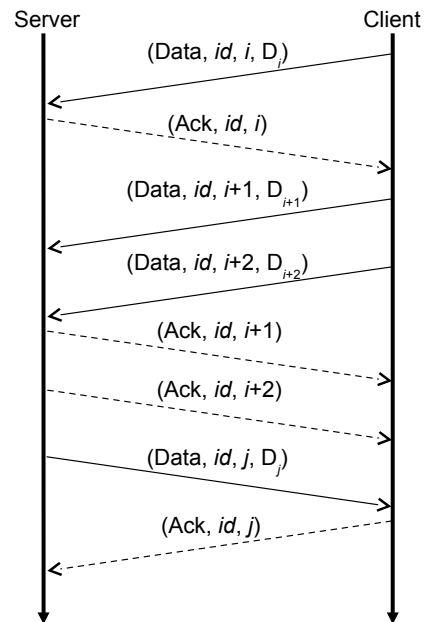 Server Client
(Data, id, i, Dᵢ)
(Ack, id, i)
(Data, id, i+1, Dᵢ₊₁)
(Data, id, i+2, Dᵢ₊₂)
(Ack, id, i+1)
(Ack, id, i+2)
(Data, id, j, Dⱼ)
(Ack, id, j)